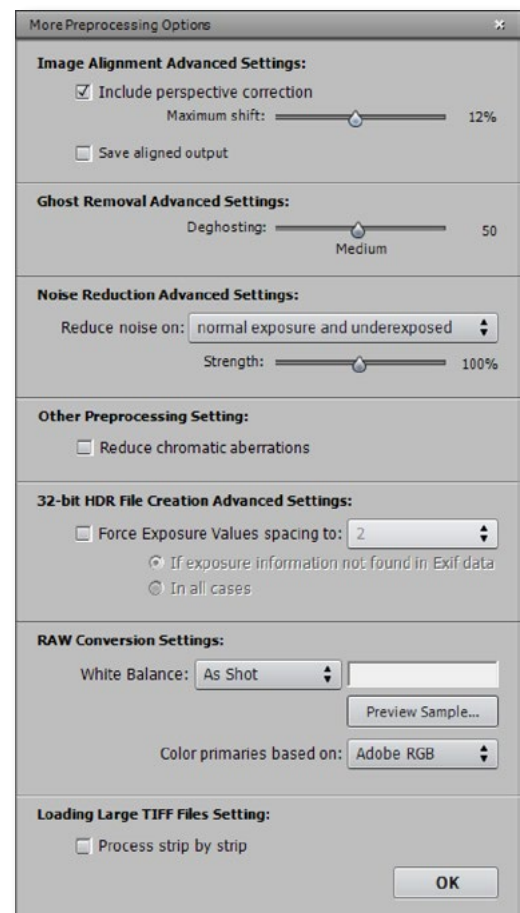 More Preprocessing Options
Image Alignment Advanced Settings:
Include perspective correction
Maximum shift: 12%
Save aligned output
Ghost Removal Advanced Settings:
Deghosting: 50
Medium
Noise Reduction Advanced Settings:
Reduce noise on: normal exposure and underexposed
Strength: 100%
Other Preprocessing Setting:
Reduce chromatic aberrations
32-bit HDR File Creation Advanced Settings:
Force Exposure Values spacing to: 2
If exposure information not found in Exif data
In all cases
RAW Conversion Settings:
White Balance: As Shot
Preview Sample...
Color primaries based on: Adobe RGB
Loading Large TIFF Files Setting:
Process strip by strip
OK